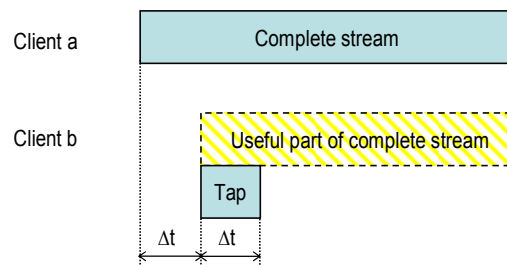 Client a
Complete stream
Client b
Useful part of complete stream
Tap
Δt
Δt